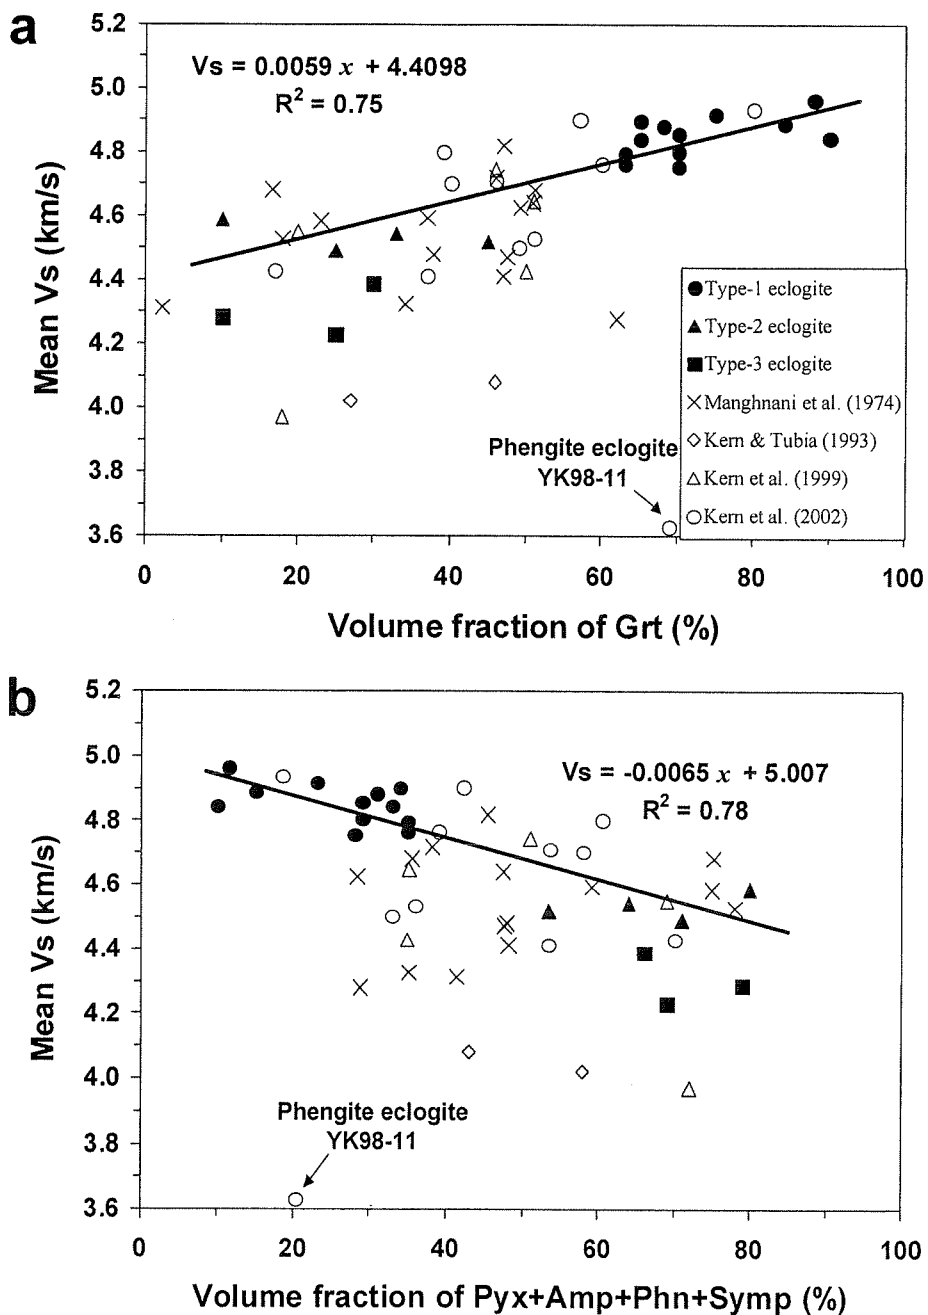 a
5.2
5.0
4.8
4.6
4.4
4.2
4.0
3.8
3.6
Mean Vs (km/s)
Vs = 0.0059 x + 4.4098
R² = 0.75
Type-1 eclogite
Type-2 eclogite
Type-3 eclogite
Manghnani et al. (1974)
Kern & Tubia (1993)
Kern et al. (1999)
Kern et al. (2002)
Phengite eclogite
YK98-11
0 20 40 60 80 100
Volume fraction of Grt (%)
b
5.2
5.0
4.8
4.6
4.4
4.2
4.0
3.8
3.6
Mean Vs (km/s)
Vs = -0.0065 x + 5.007
R² = 0.78
Phengite eclogite
YK98-11
0 20 40 60 80 100
Volume fraction of Pyx+Amp+Phn+Symp (%)